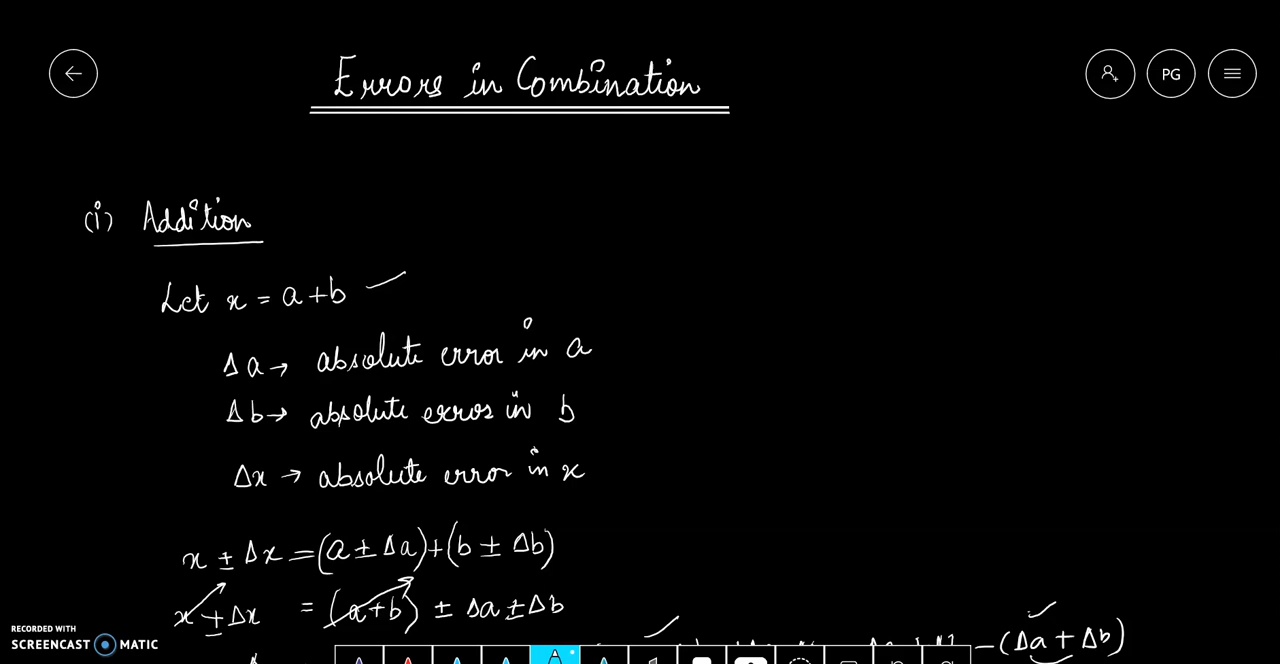 Errors in Combination
PG
(i) Addition
Let x = a+b
Δa → absolute error in a
Δb → absolute error in b
Δx → absolute error in x
x ± Δx = (a ± Δa) + (b ± Δb)
x ± Δx = (a+b) ± Δa ± Δb
-(Δa + Δb)
RECORDED WITH
SCREENCAST MATIC